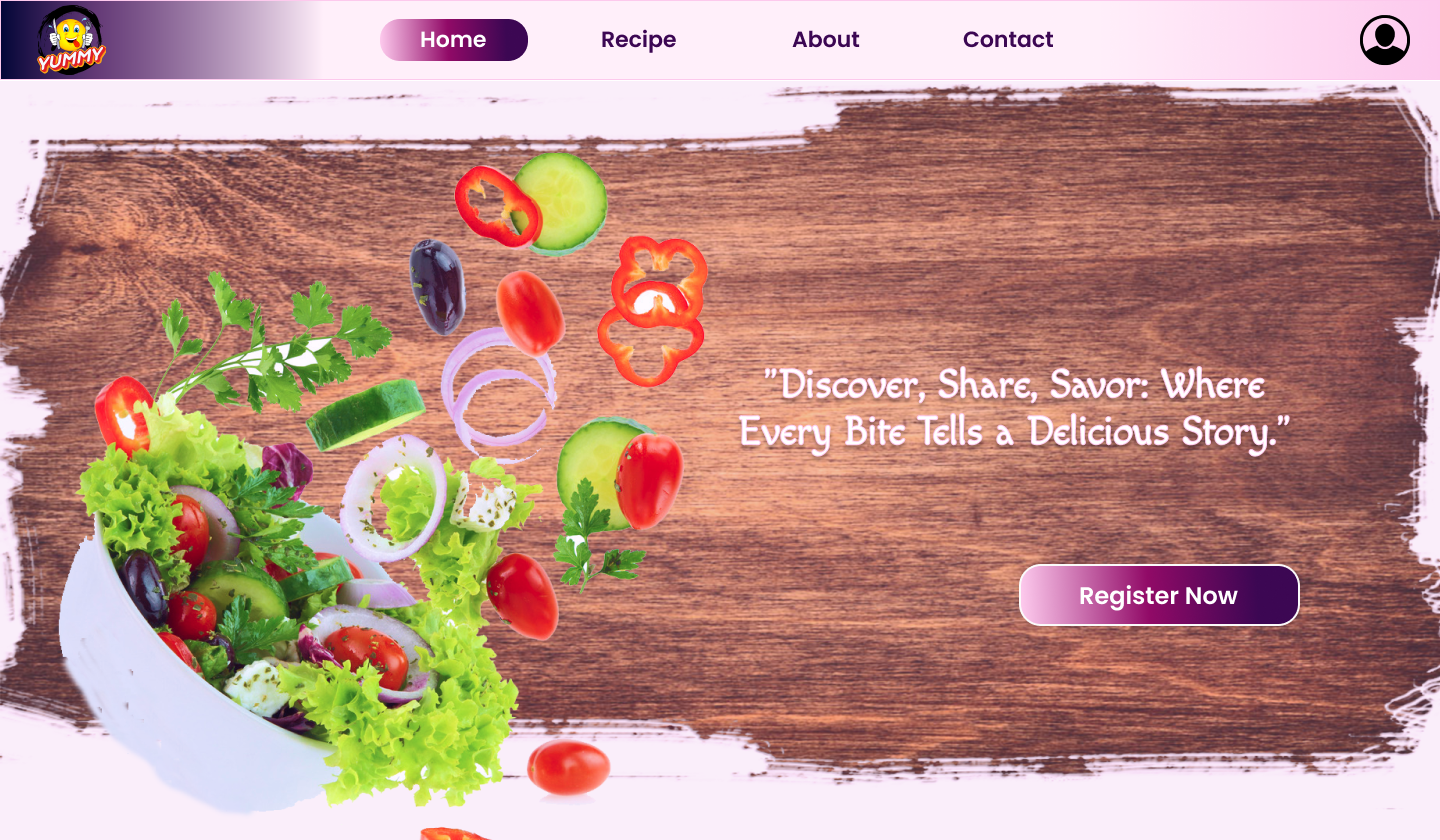 YUMMY
Home
Recipe
About
Contact
"Discover, Share, Savor: Where
Every Bite Tells a Delicious Story."
Register Now